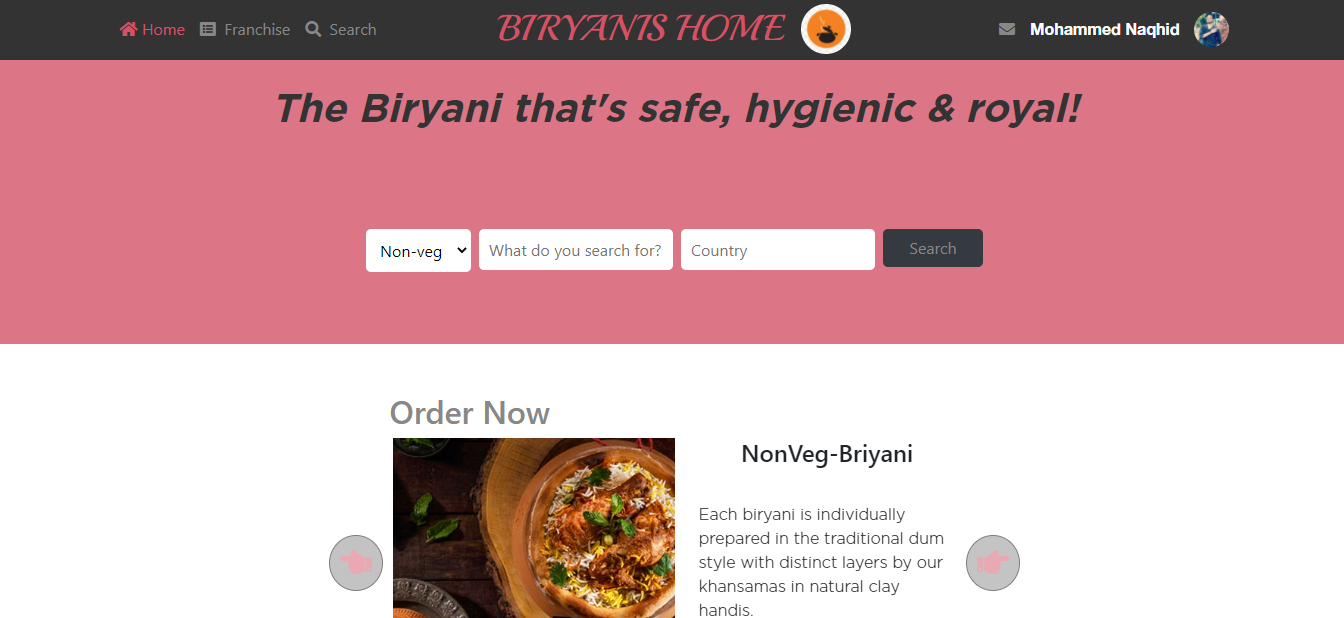 Home
Franchise
Search
BIRYANIS HOME
Mohammed Naqhid
The Biryani that's safe, hygienic & royal!
Non-veg
What do you search for?
Country
Search
Order Now
NonVeg-Briyani
Each biryani is individually
prepared in the traditional dum
style with distinct layers by our
khansamas in natural clay
handis.